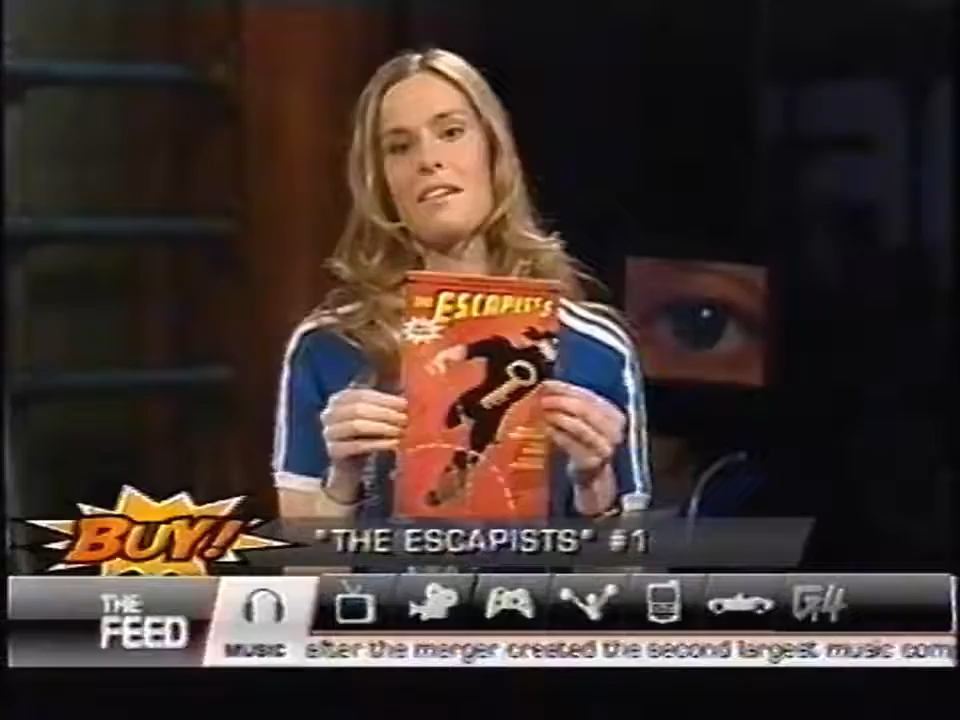 THE ESCAPISTS
BUY!
"THE ESCAPISTS" #1
THE
FEED
MUSIC
after the merger created the second largest music com
G4